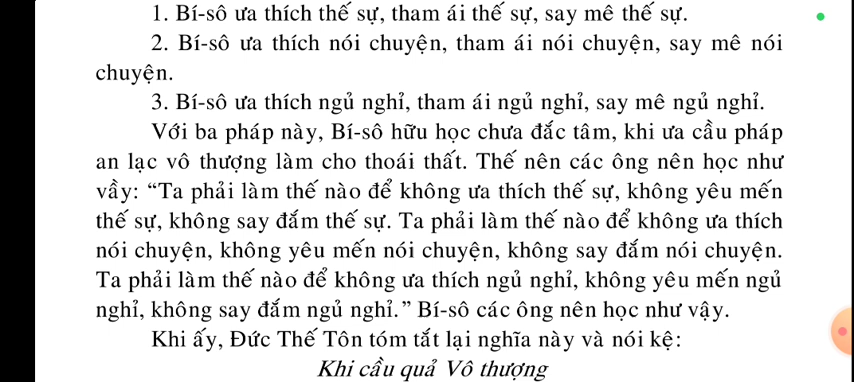 1. Bí-sô ưa thích thế sự, tham ái thế sự, say mê thế sự.
2. Bí-sô ưa thích nói chuyện, tham ái nói chuyện, say mê nói
chuyện.
3. Bí-sô ưa thích ngủ nghỉ, tham ái ngủ nghỉ, say mê ngủ nghỉ.
Với ba pháp này, Bí-sô hữu học chưa đắc tâm, khi ưa cầu pháp
an lạc vô thượng làm cho thoái thất. Thế nên các ông nên học như
vầy: “Ta phải làm thế nào để không ưa thích thế sự, không yêu mến
thế sự, không say đắm thế sự. Ta phải làm thế nào để không ưa thích
nói chuyện, không yêu mến nói chuyện, không say đắm nói chuyện.
Ta phải làm thế nào để không ưa thích ngủ nghỉ, không yêu mến ngủ
nghỉ, không say đắm ngủ nghỉ.” Bí-sô các ông nên học như vậy.
Khi ấy, Đức Thế Tôn tóm tắt lại nghĩa này và nói kệ:
Khi cầu quả Vô thượng